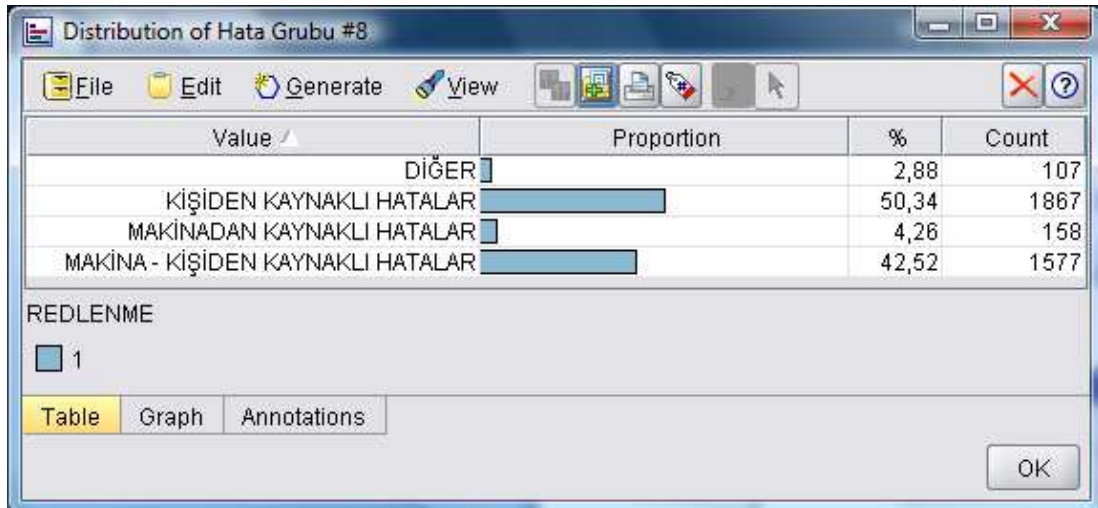 Distribution of Hata Grubu #8
File Edit Generate View
Value Proportion % Count
DİĞER 2,88 107
KİŞİDEN KAYNAKLI HATALAR 50,34 1867
MAKİNADAN KAYNAKLI HATALAR 4,26 158
MAKİNA - KİŞİDEN KAYNAKLI HATALAR 42,52 1577
REDLENME
1
Table Graph Annotations
OK